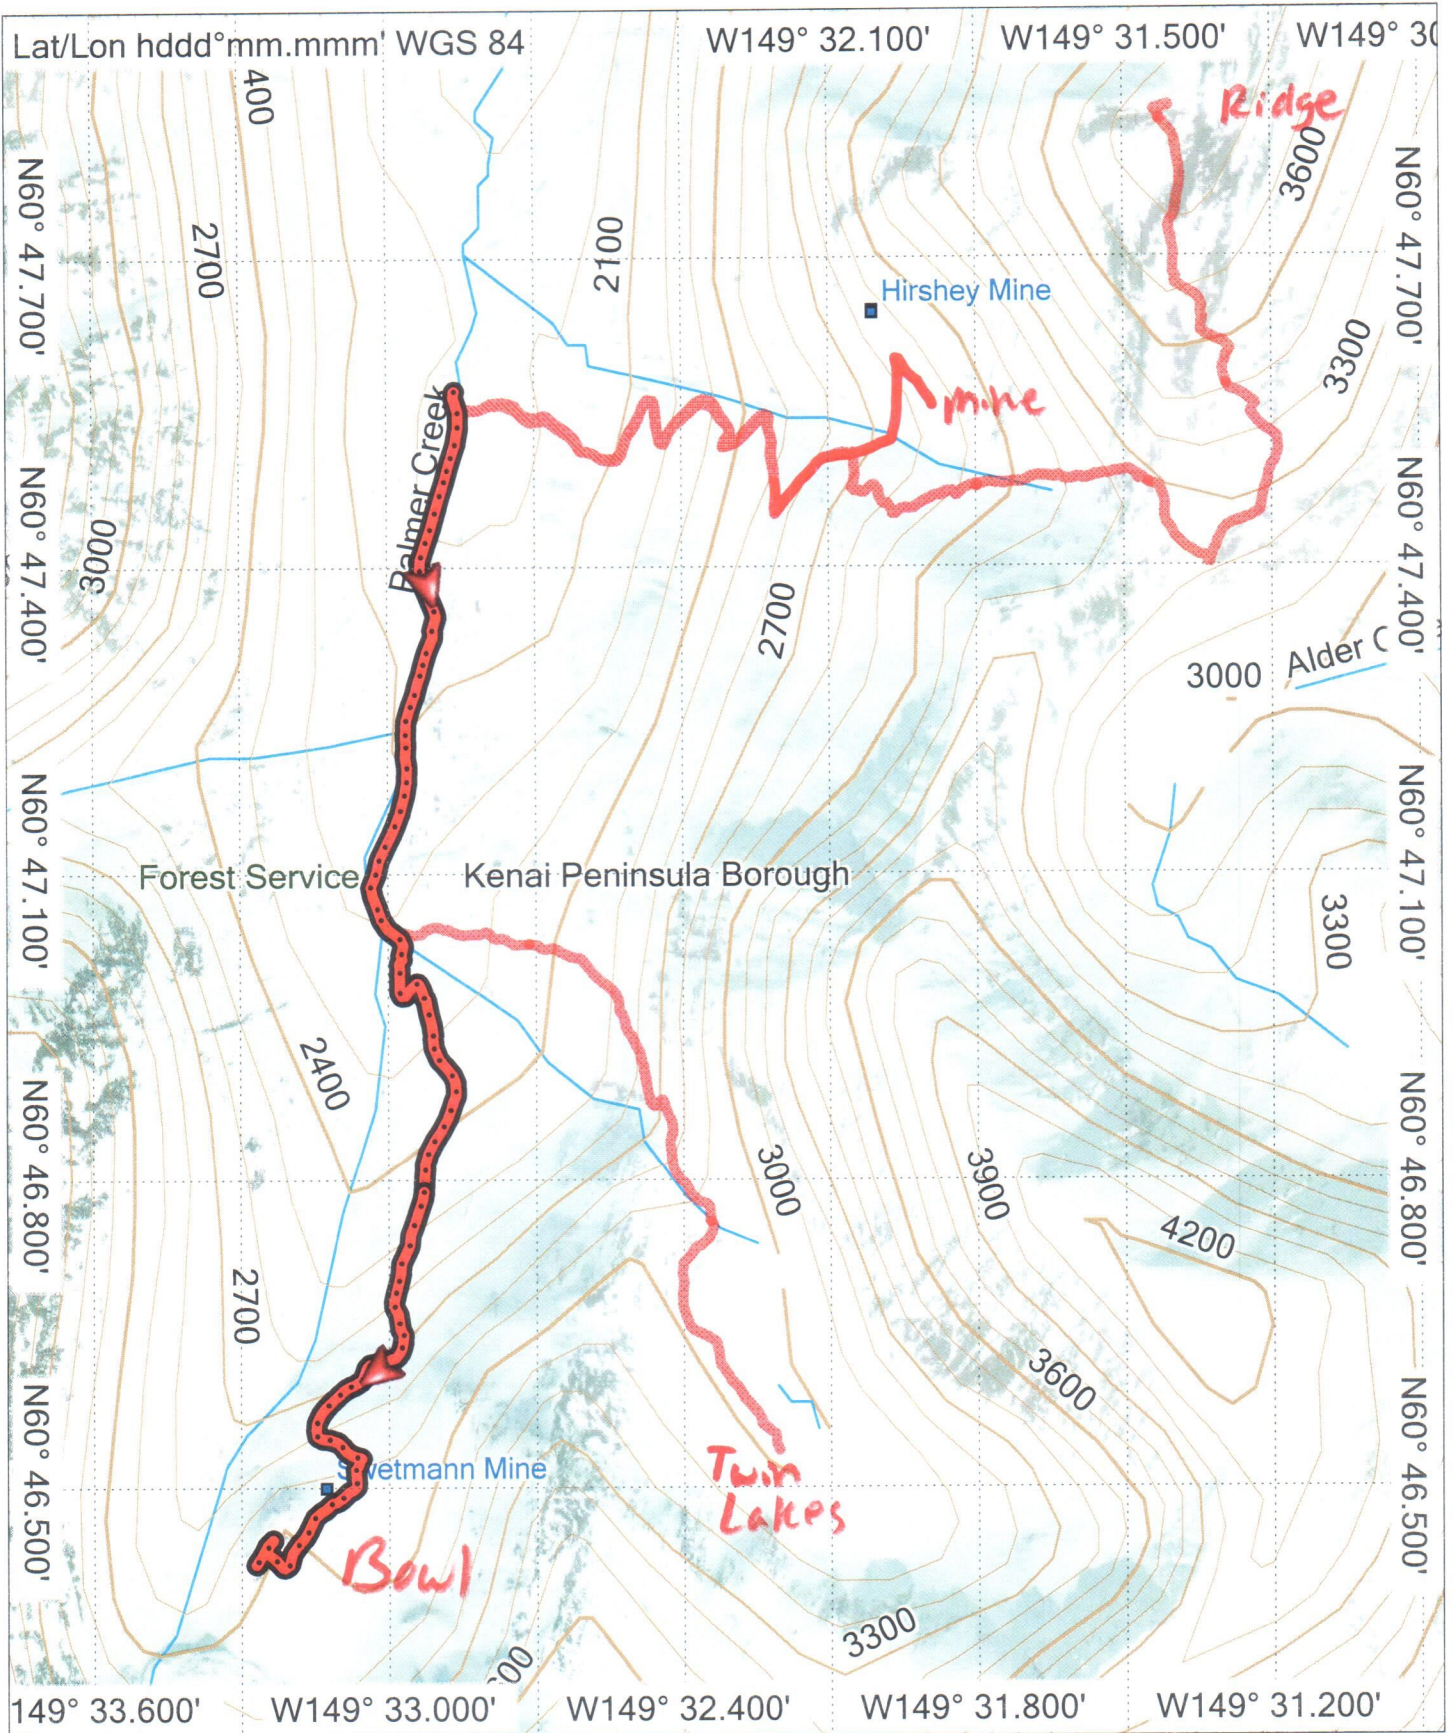 Lat/Lon hddd°mm.mmm' WGS 84
W149° 32.100'
W149° 31.500'
W149° 30
400
Ridge
3600
N60° 47.700'
N60° 47.700'
2700
2100
Hirshey Mine
3300
mine
Palmer Creek
N60° 47.400'
N60° 47.400'
3000
2700
3000
Alder C
N60° 47.100'
N60° 47.100'
Forest Service
Kenai Peninsula Borough
3300
2400
N60° 46.800'
N60° 46.800'
3000
3900
4200
2700
3600
N60° 46.500'
N60° 46.500'
Swetmann Mine
Twin
Lakes
Bowl
3300
00
149° 33.600'
W149° 33.000'
W149° 32.400'
W149° 31.800'
W149° 31.200'